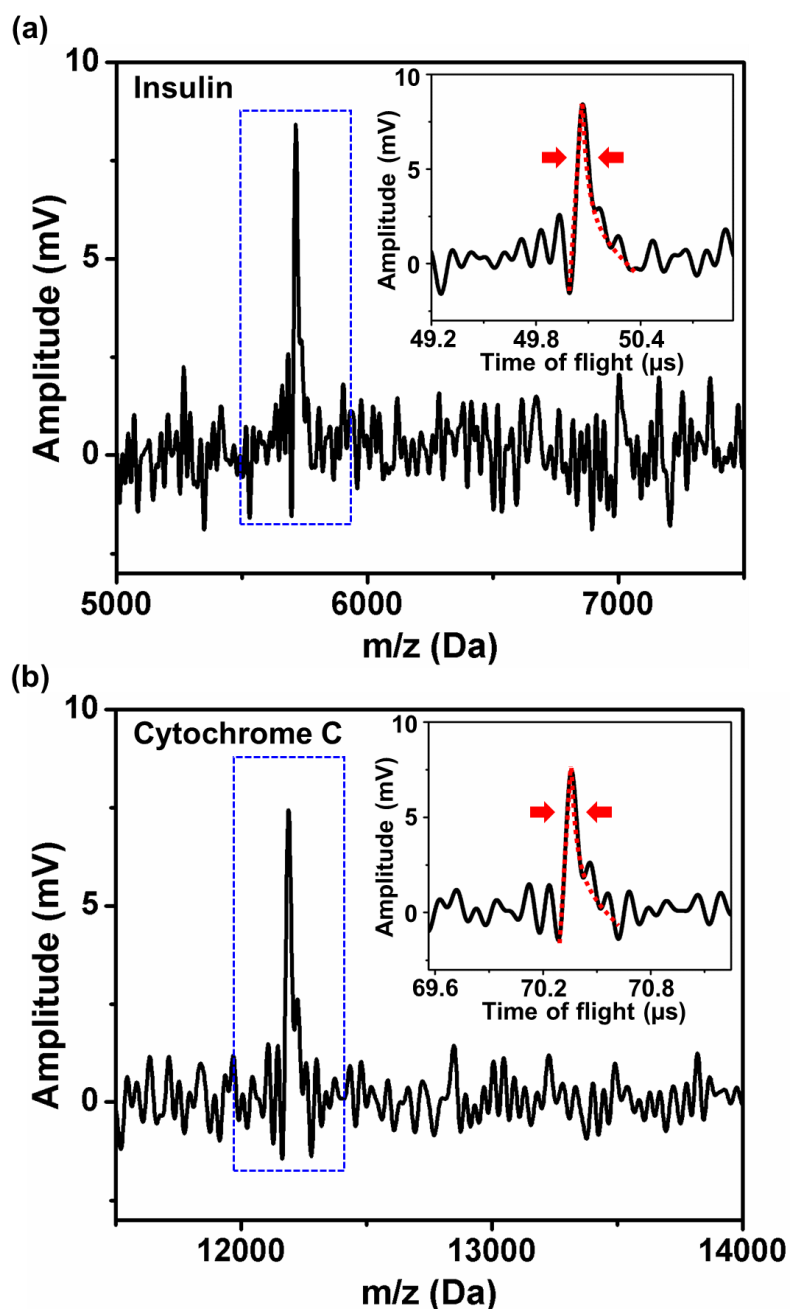 (a)
Insulin
Amplitude (mV)
10
5
0
5000
6000
7000
m/z (Da)
Amplitude (mV)
10
5
0
49.2
49.8
50.4
Time of flight (µs)
(b)
Cytochrome C
Amplitude (mV)
10
5
0
12000
13000
14000
m/z (Da)
Amplitude (mV)
10
5
0
69.6
70.2
70.8
Time of flight (µs)